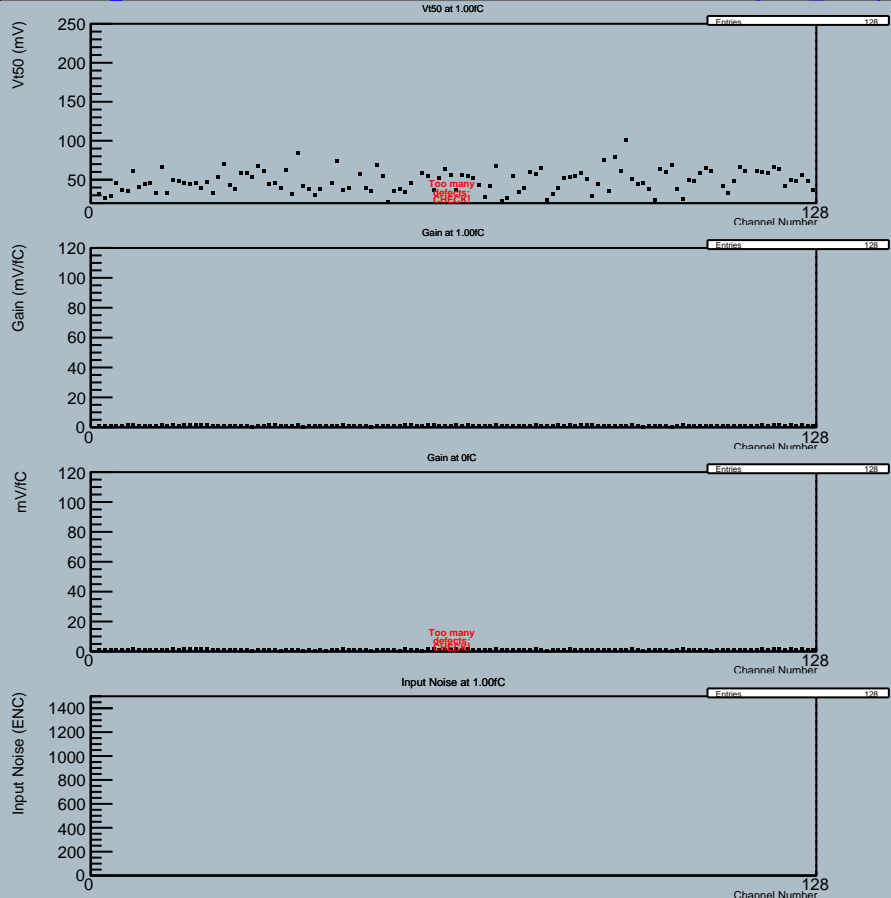 Vt50 at 1.00fC
Entries 128
Vt50 (mV)
250
200
150
100
50
Too many
defects:
CHECK!
0
128
Channel Number
Gain at 1.00fC
Entries 128
Gain (mV/fC)
120
100
80
60
40
20
0
0
128
Channel Number
Gain at 0fC
Entries 128
mV/fC
120
100
80
60
40
20
0
Too many
defects:
CHECK!
0
128
Channel Number
Input Noise at 1.00fC
Entries 128
Input Noise (ENC)
1400
1200
1000
800
600
400
200
0
0
128
Channel Number